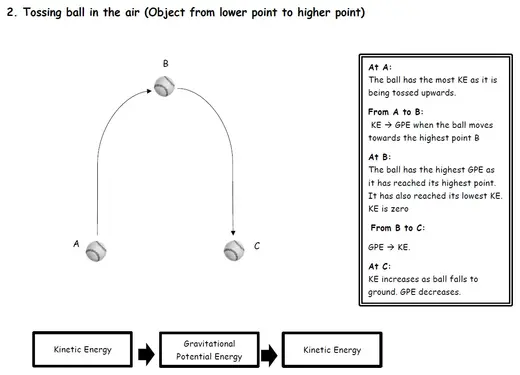 2. Tossing ball in the air (Object from lower point to higher point)
B
A
C
At A:
The ball has the most KE as it is
being tossed upwards.
From A to B:
KE → GPE when the ball moves
towards the highest point B
At B:
The ball has the highest GPE as
it has reached its highest point.
It has also reached its lowest KE.
KE is zero
From B to C:
GPE → KE.
At C:
KE increases as ball falls to
ground. GPE decreases.
Kinetic Energy
Gravitational
Potential Energy
Kinetic Energy